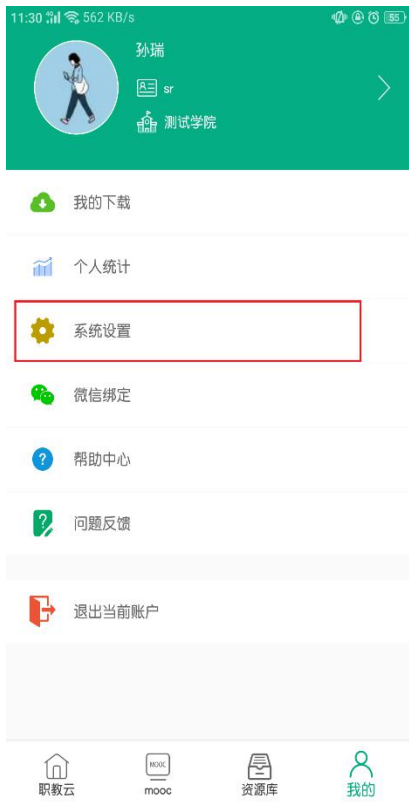 11:30 562 KB/s 55
孙瑞
sr
测试学院
我的下载
个人统计
系统设置
微信绑定
帮助中心
问题反馈
退出当前账户
MOOC
职教云 mooc 资源库 我的